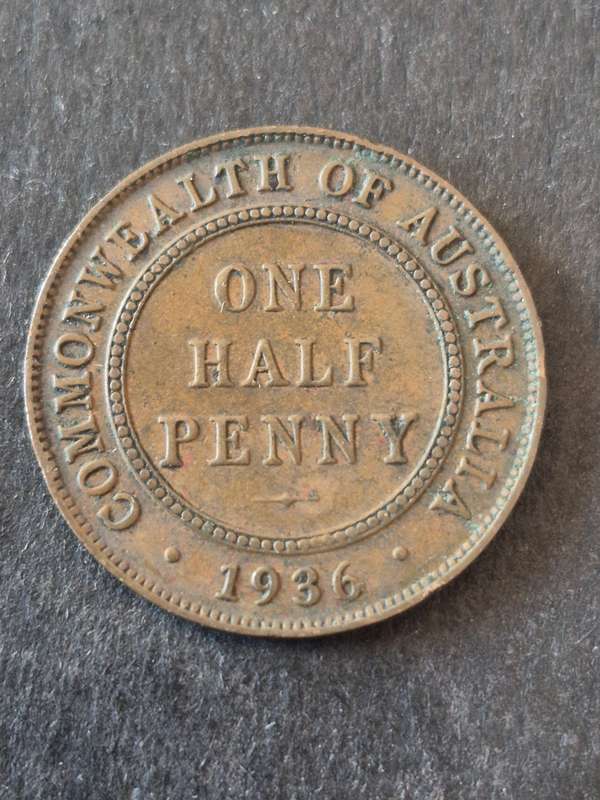 COMMONWEALTH OF AUSTRALIA
ONE
HALF
PENNY
· 1936 ·